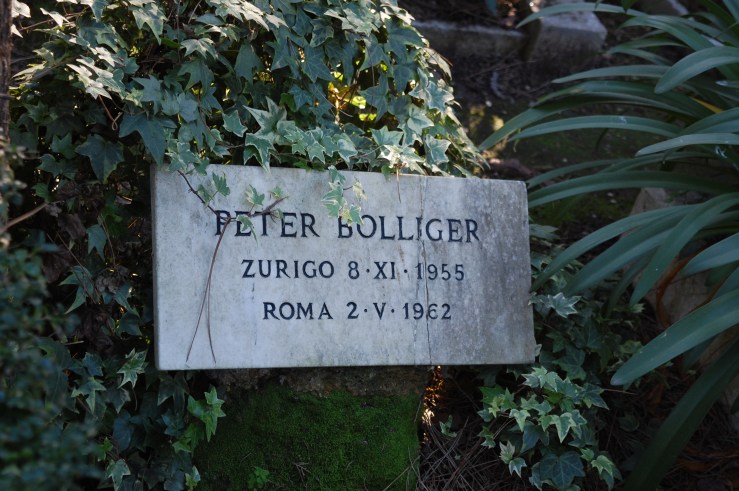 PETER BOLLIGER
ZURIGO 8·XI·1955
ROMA 2·V·1962